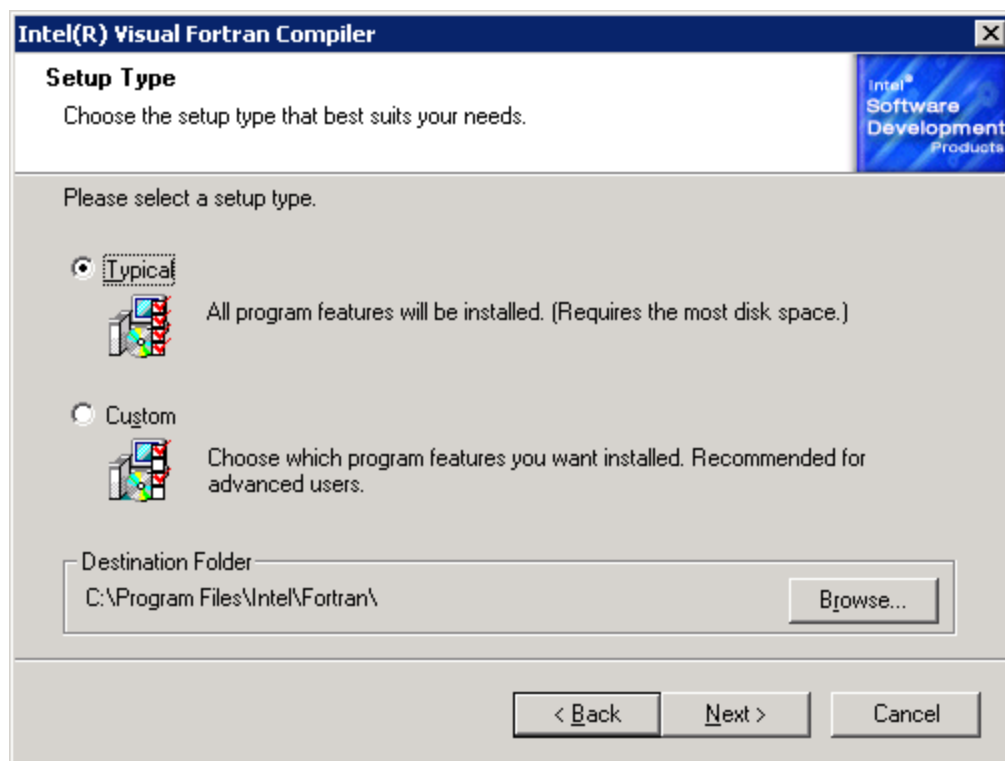 Intel(R) Visual Fortran Compiler
Setup Type
Choose the setup type that best suits your needs.
Intel®
Software
Development
Products
Please select a setup type.
Typical
All program features will be installed. (Requires the most disk space.)
Custom
Choose which program features you want installed. Recommended for
advanced users.
Destination Folder
C:\Program Files\Intel\Fortran\
Browse...
< Back
Next >
Cancel